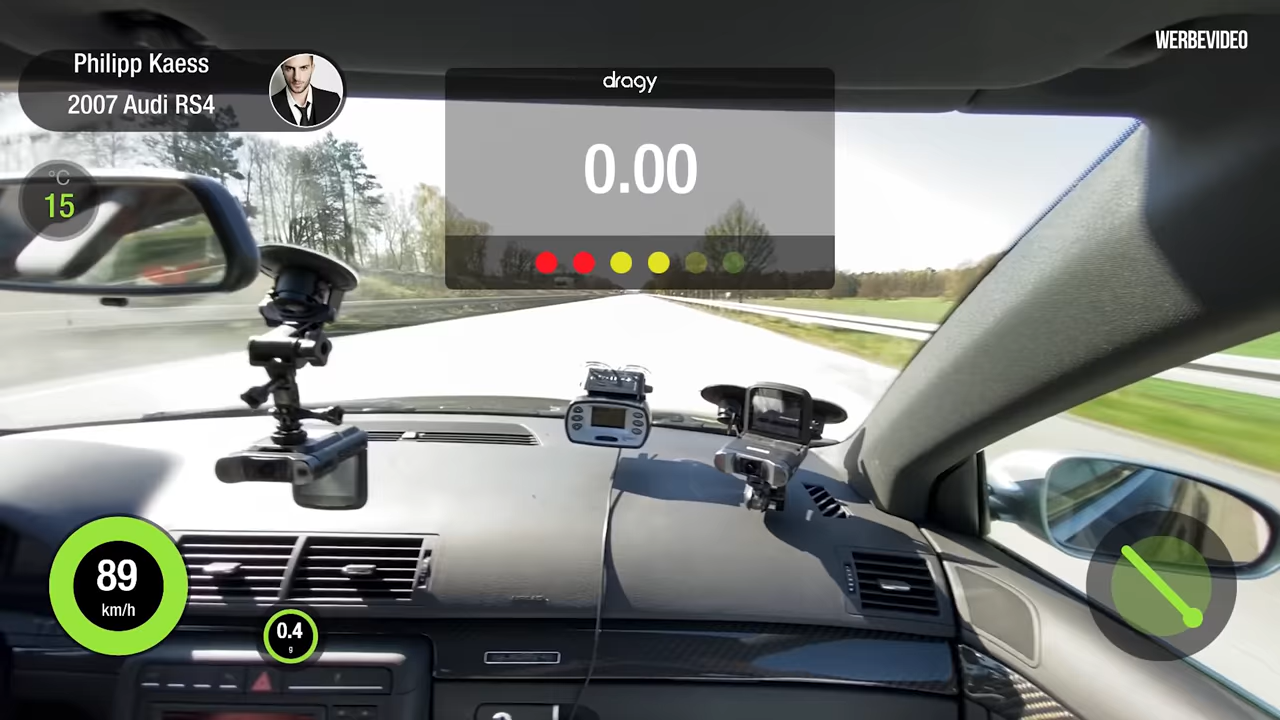 WERBEVIDEO
Philipp Kaess
2007 Audi RS4
dragy
0.00
°C
15
89
km/h
0.4
g